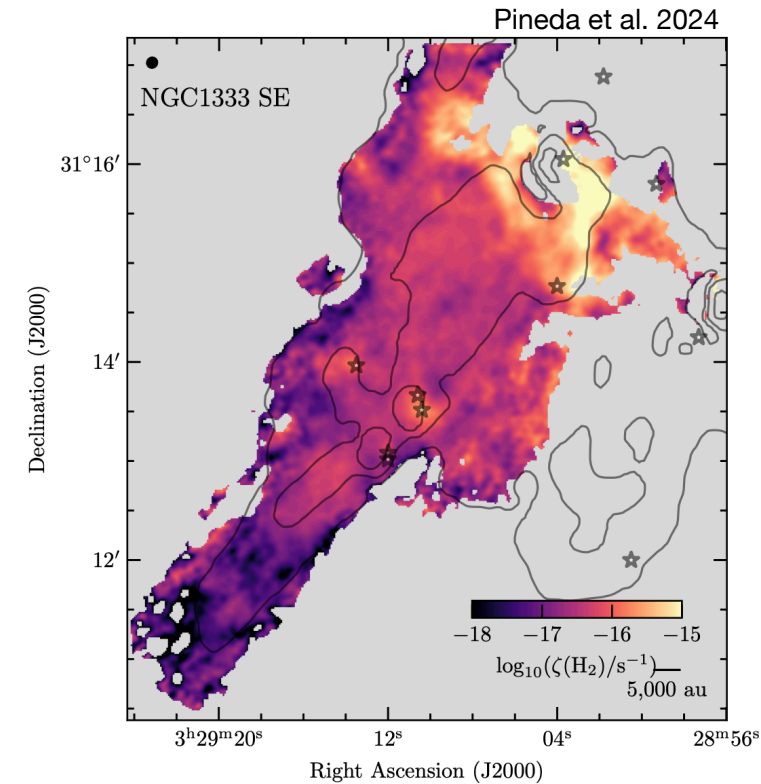 Pineda et al. 2024
NGC1333 SE
31°16′
14′
12′
Declination (J2000)
−18 −17 −16 −15
log₁₀(ζ(H₂)/s⁻¹)
5,000 au
3ʰ29ᵐ20ˢ 12ˢ 04ˢ 28ᵐ56ˢ
Right Ascension (J2000)